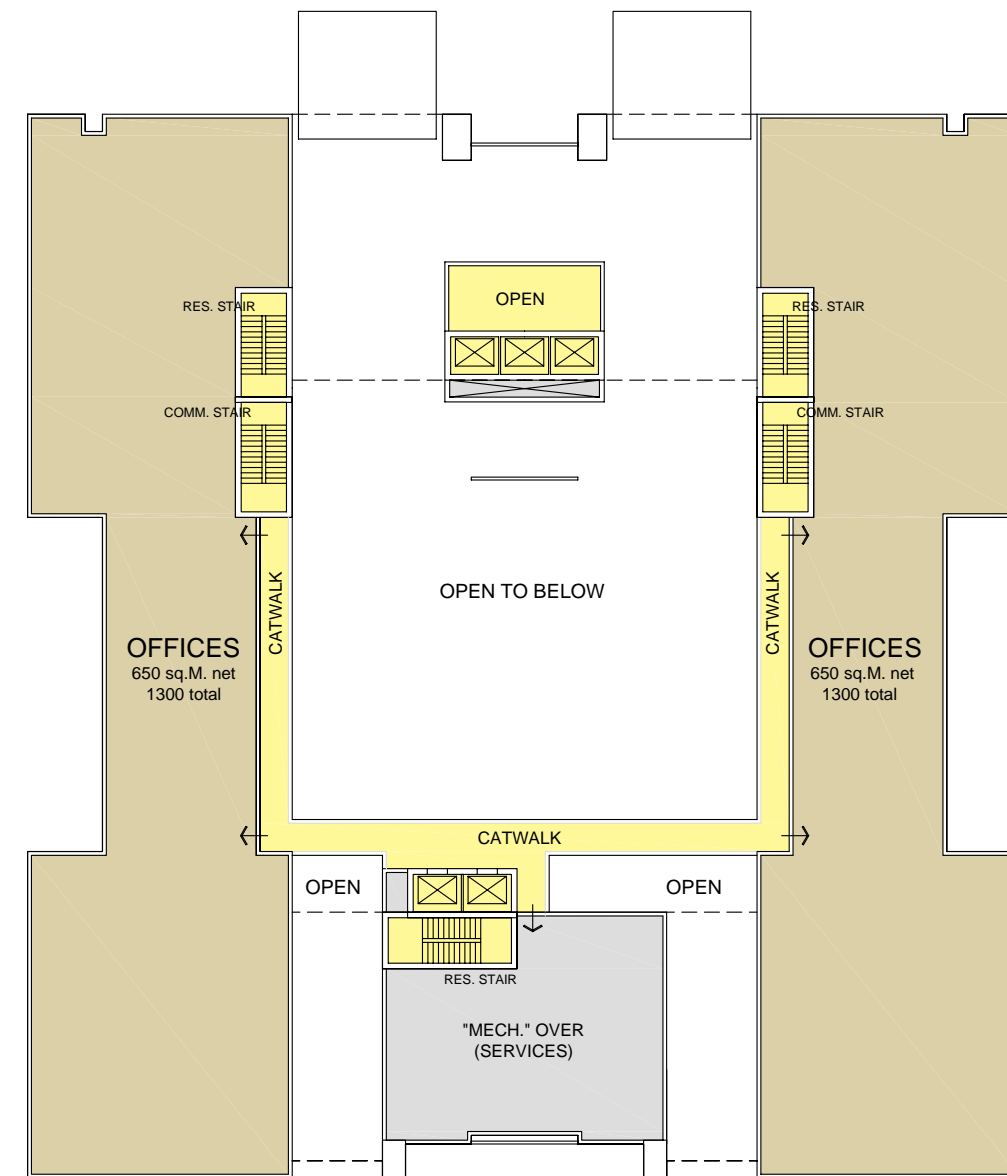 OPEN
RES. STAIR
RES. STAIR
COMM. STAIR
COMM. STAIR
OPEN TO BELOW
CATWALK
CATWALK
OFFICES
650 sq.M. net
1300 total
OFFICES
650 sq.M. net
1300 total
CATWALK
OPEN
OPEN
RES. STAIR
"MECH." OVER
(SERVICES)